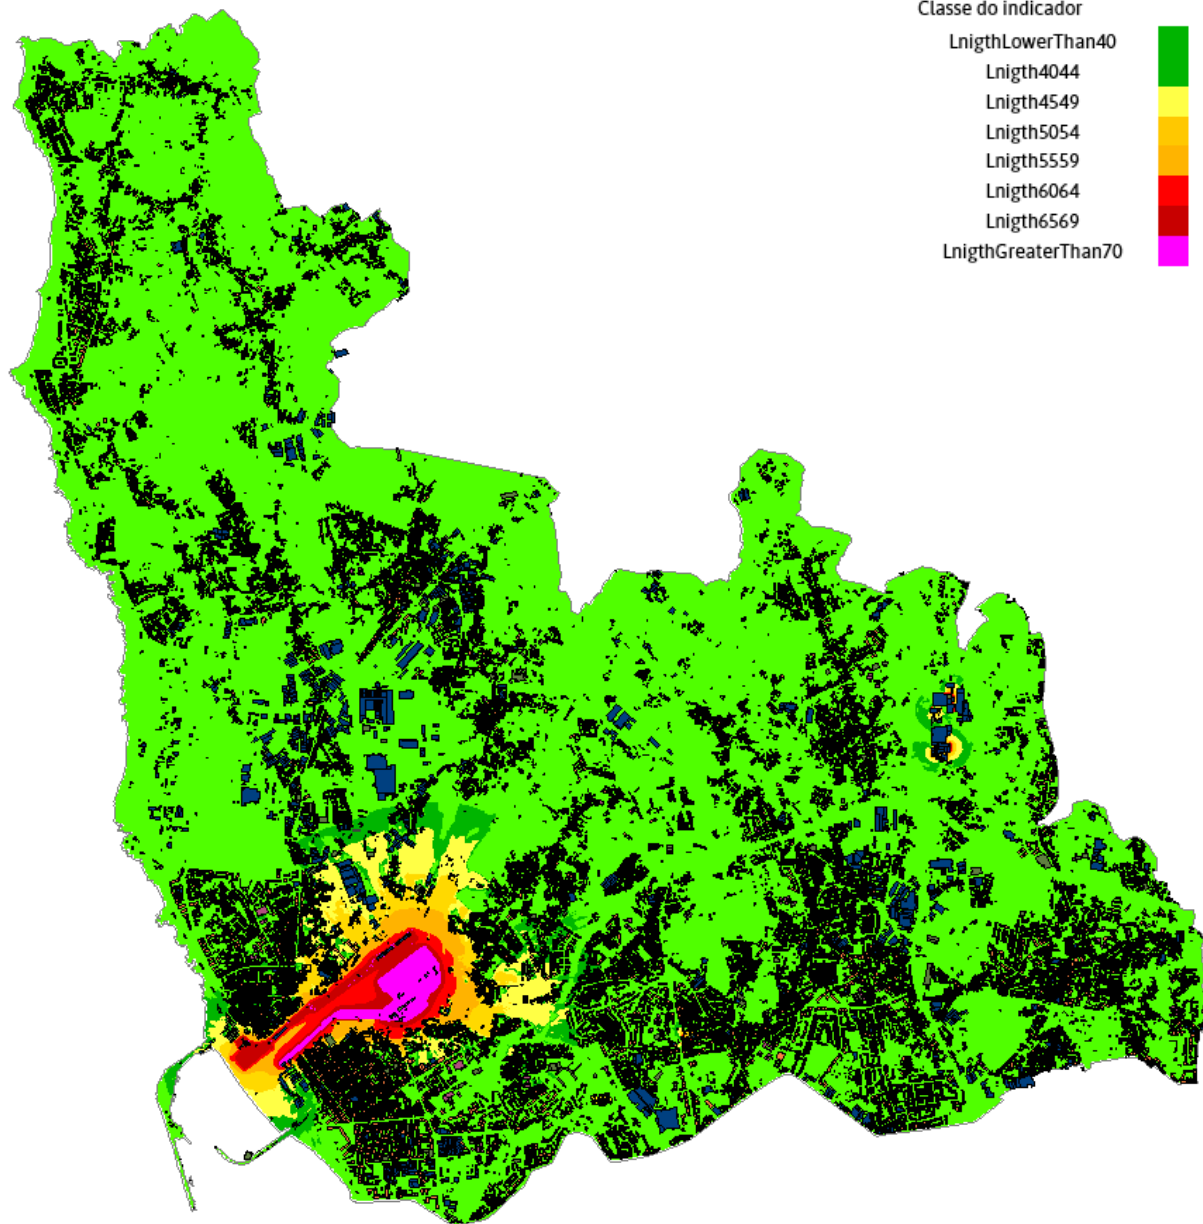 Classe do indicador
LnigthLowerThan40
Lnigth4044
Lnigth4549
Lnigth5054
Lnigth5559
Lnigth6064
Lnigth6569
LnigthGreaterThan70